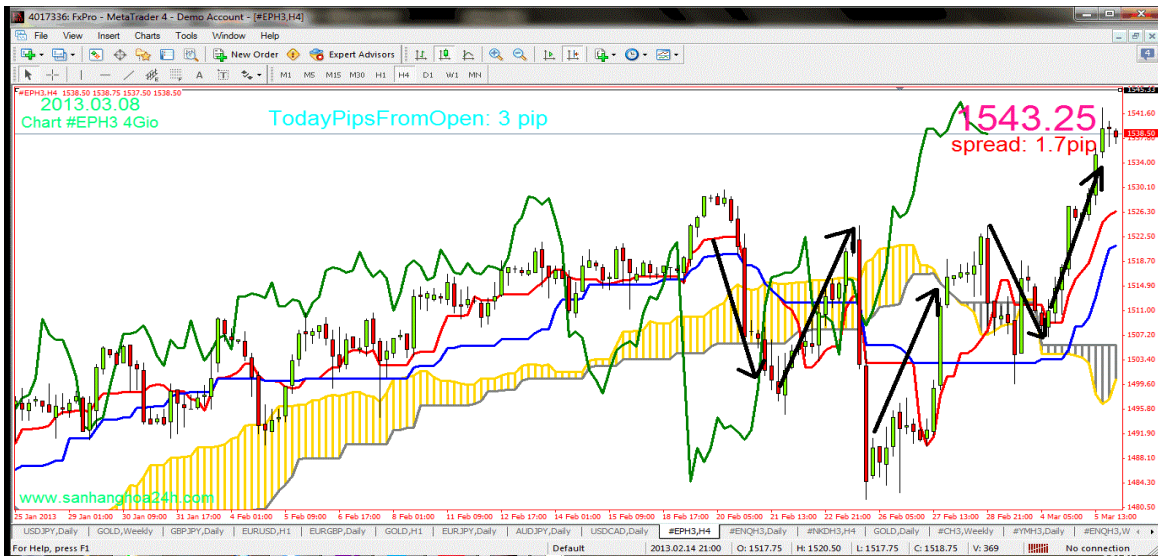 4017336: FxPro - MetaTrader 4 - Demo Account - [#EPH3,H4]
File View Insert Charts Tools Window Help
New Order Expert Advisors
4
A T M1 M5 M15 M30 H1 H4 D1 W1 MN
#EPH3,H4 1538.50 1538.75 1537.50 1538.50
2013.03.08
Chart #EPH3 4Gio
TodayPipsFromOpen: 3 pip
1543.25
spread: 1.7pip
1545.33
1541.60
1538.50
1534.00
1530.10
1526.30
1522.50
1518.70
1514.90
1511.00
1507.20
1503.40
1499.60
1495.70
1491.90
1488.10
1484.30
1480.50
www.sanhanghoa24h.com
25 Jan 2013 29 Jan 01:00 30 Jan 09:00 31 Jan 17:00 4 Feb 01:00 5 Feb 09:00 6 Feb 17:00 8 Feb 01:00 11 Feb 09:00 12 Feb 17:00 14 Feb 01:00 15 Feb 09:00 18 Feb 17:00 20 Feb 05:00 21 Feb 13:00 22 Feb 21:00 26 Feb 05:00 27 Feb 13:00 28 Feb 21:00 4 Mar 05:00 5 Mar 13:00
USDJPY,Daily GOLD,Weekly GBPJPY,Daily EURUSD,H1 EURGBP,Daily GOLD,H1 EURJPY,Daily AUDJPY,Daily USDCAD,Daily #EPH3,H4 #ENQH3,Daily #NKDH3,H4 GOLD,Daily #CH3,Weekly #YMH3,Daily #ENQH3,W
For Help, press F1 Default 2013.02.14 21:00 O: 1517.75 H: 1520.50 L: 1517.75 C: 1518.75 V: 369 No connection